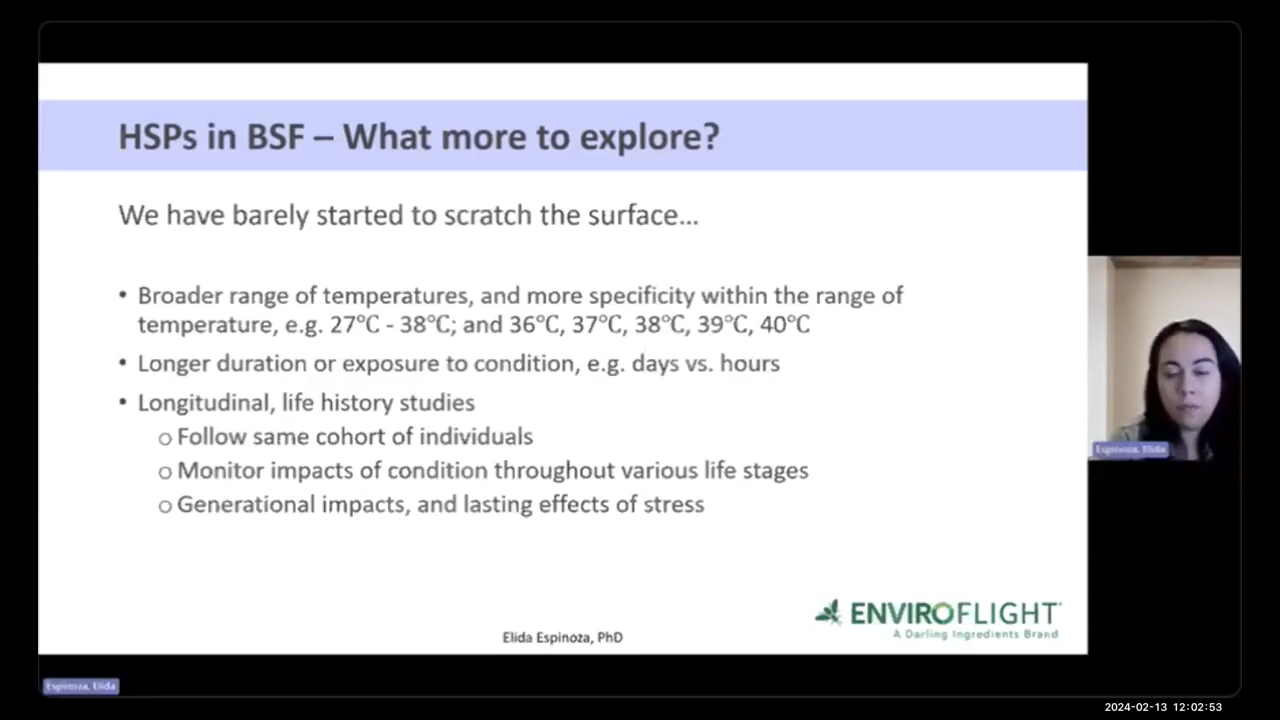 HSPs in BSF – What more to explore?
We have barely started to scratch the surface...
• Broader range of temperatures, and more specificity within the range of
temperature, e.g. 27°C - 38°C; and 36°C, 37°C, 38°C, 39°C, 40°C
• Longer duration or exposure to condition, e.g. days vs. hours
• Longitudinal, life history studies
o Follow same cohort of individuals
o Monitor impacts of condition throughout various life stages
o Generational impacts, and lasting effects of stress
ENVIROFLIGHT
A Darling Ingredients Brand
Elida Espinoza, PhD
Espinoza, Elida
Espinoza, Elida
2024-02-13 12:02:53